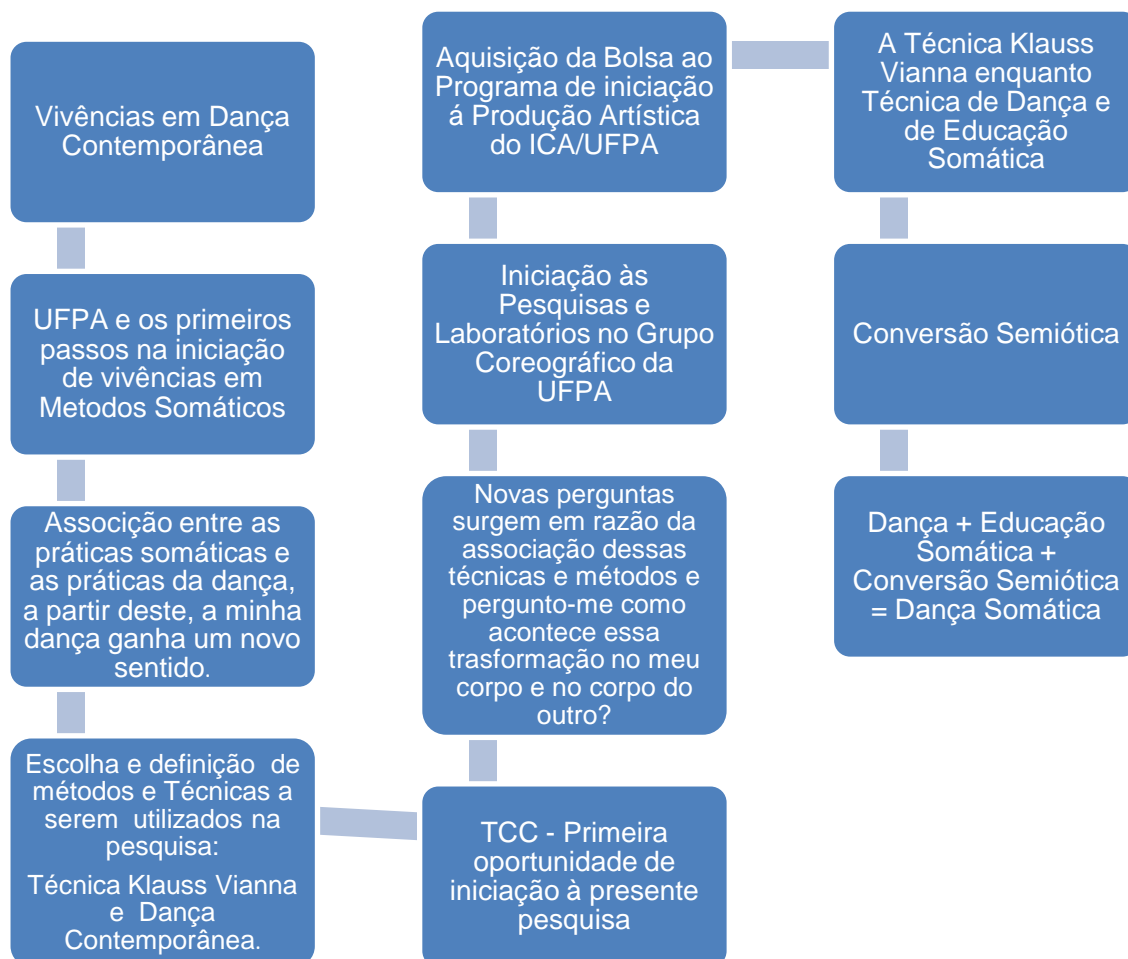 Vivências em Dança
Contemporânea
UFPA e os primeiros
passos na iniciação
de vivências em
Metodos Somáticos
Associção entre as
práticas somáticas e
as práticas da dança,
a partir deste, a minha
dança ganha um novo
sentido.
Escolha e definição de
métodos e Técnicas a
serem utilizados na
pesquisa:
Técnica Klauss Vianna
e Dança
Contemporânea.
TCC - Primeira
oportunidade de
iniciação à presente
pesquisa
Novas perguntas
surgem em razão da
associação dessas
técnicas e métodos e
pergunto-me como
acontece essa
trasformação no meu
corpo e no corpo do
outro?
Iniciação às
Pesquisas e
Laboratórios no Grupo
Coreográfico da
UFPA
Aquisição da Bolsa ao
Programa de iniciação
á Produção Artística
do ICA/UFPA
A Técnica Klauss
Vianna enquanto
Técnica de Dança e
de Educação
Somática
Conversão Semiótica
Dança + Educação
Somática +
Conversão Semiótica
= Dança Somática